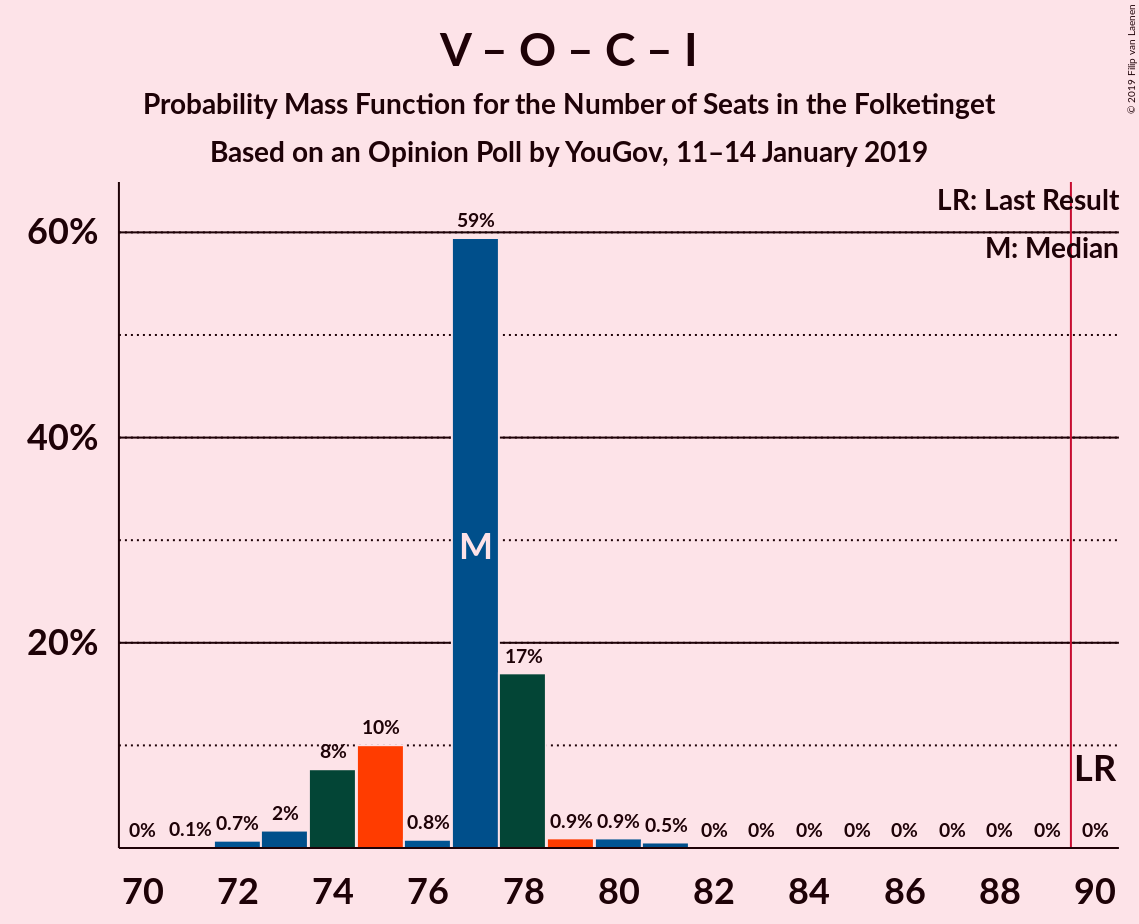 V – O – C – I
Probability Mass Function for the Number of Seats in the Folketinget
Based on an Opinion Poll by YouGov, 11–14 January 2019
© 2019 Filip van Laenen
LR: Last Result
M: Median
60%
40%
20%
0% 0.1% 0.7% 2% 8% 10% 0.8% 59% 17% 0.9% 0.9% 0.5% 0% 0% 0% 0% 0% 0% 0% 0% 0%
M
LR
70 72 74 76 78 80 82 84 86 88 90